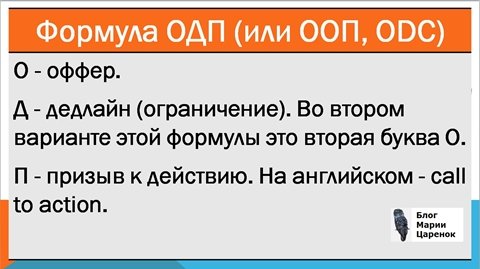 Формула ОДП (или ООП, ODC)
О - оффер.
Д - дедлайн (ограничение). Во втором
варианте этой формулы это вторая буква О.
П - призыв к действию. На английском - call
to action.
Блог
Марии
Царенок